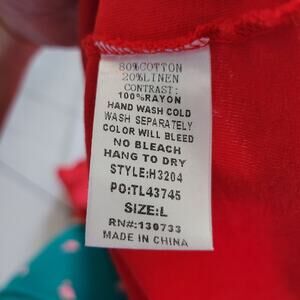 80%COTTON
20%LINEN
CONTRAST:
100%RAYON
HAND WASH COLD
WASH SEPARATELY
COLOR WILL BLEED
NO BLEACH
HANG TO DRY
STYLE:H3204
PO:TL43745
SIZE:L
RN#:130733
MADE IN CHINA